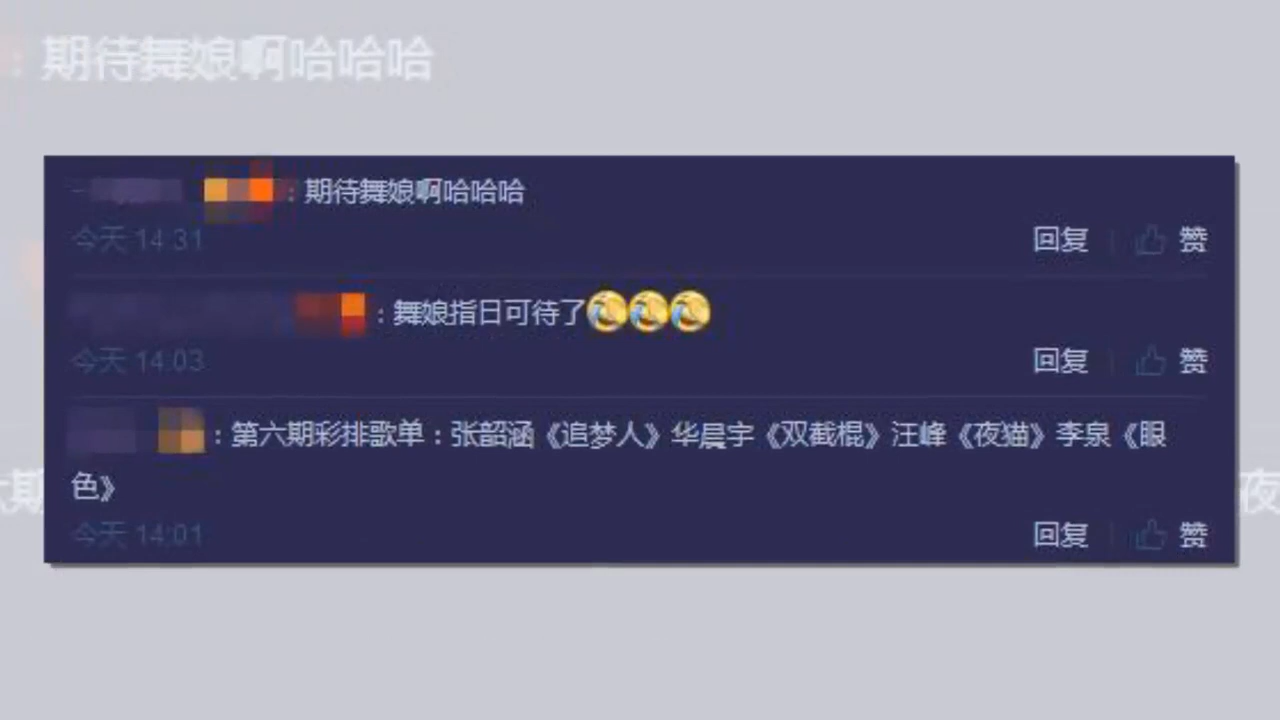 ：期待舞娘啊哈哈哈
：期待舞娘啊哈哈哈
今天 14:31
回复
赞
：舞娘指日可待了
今天 14:03
回复
赞
：第六期彩排歌单：张韶涵《追梦人》华晨宇《双截棍》汪峰《夜猫》李泉《眼
色》
今天 14:01
回复
赞
六期
夜